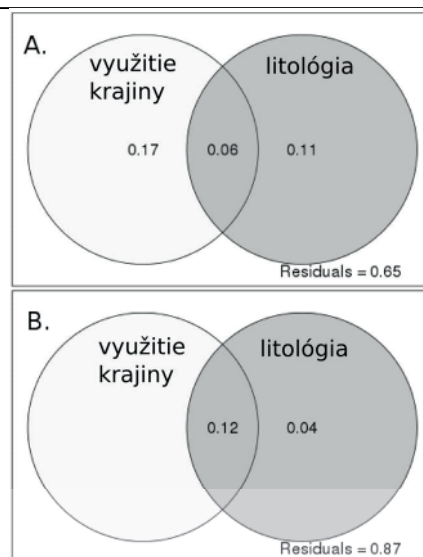 A.
využitie
krajiny
litológia
0.17
0.06
0.11
Residuals = 0.65
B.
využitie
krajiny
litológia
0.12
0.04
Residuals = 0.87